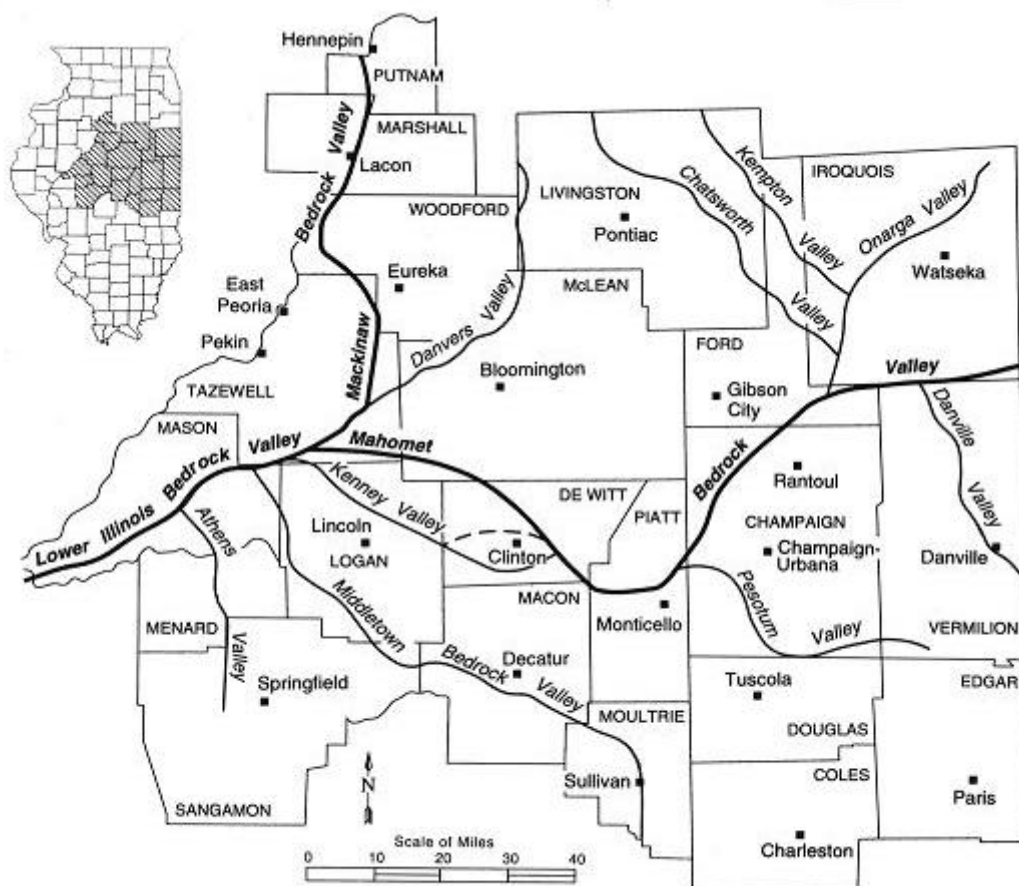 Hennepin
PUTNAM
Valley
MARSHALL
Lacon
Bedrock
WOODFORD
LIVINGSTON
Pontiac
Chatsworth
Valley
Kempton
Valley
IROQUOIS
Onarga Valley
Watseka
East
Peoria
Eureka
Pekin
McLEAN
Mackinaw
Danvers Valley
Bloomington
FORD
Gibson
City
Valley
TAZEWELL
MASON
Mahomet
Bedrock
Danville
Valley
Lower Illinois Bedrock Valley
Rantoul
Kenney Valley
DE WITT
PIATT
Athens
Valley
Lincoln
LOGAN
Clinton
CHAMPAIGN
Champaign-
Urbana
Danville
Middletown Bedrock Valley
MACON
Monticello
Pesotum Valley
MENARD
VERMILION
Decatur
Springfield
Tuscola
EDGAR
MOULTRIE
DOUGLAS
Sullivan
COLES
N
Paris
SANGAMON
Scale of Miles
0 10 20 30 40
Charleston